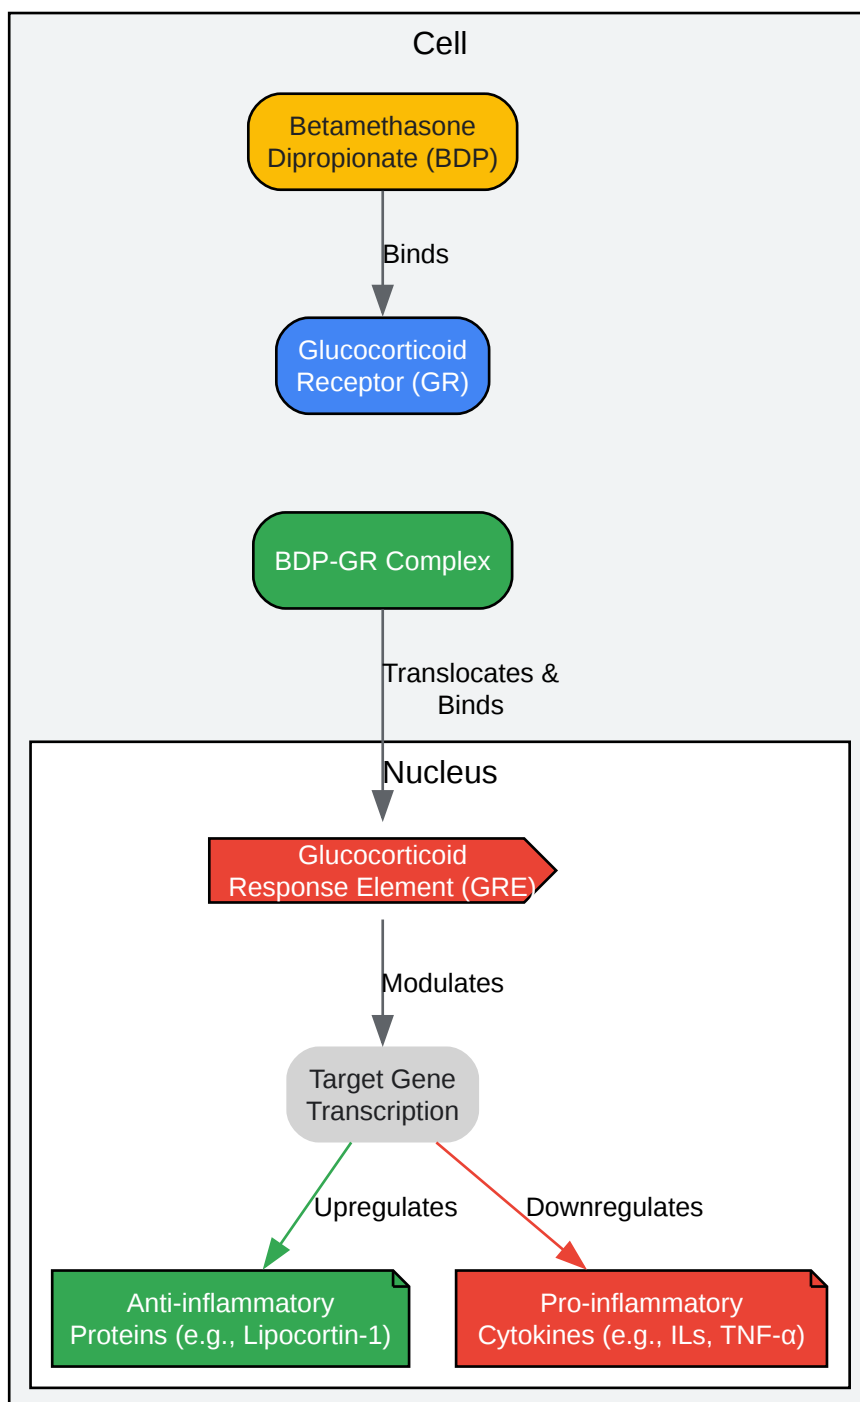 Cell
Betamethasone
Dipropionate (BDP)
Binds
Glucocorticoid
Receptor (GR)
BDP-GR Complex
Translocates &
Binds
Nucleus
Glucocorticoid
Response Element (GRE)
Modulates
Target Gene
Transcription
Upregulates
Downregulates
Anti-inflammatory
Proteins (e.g., Lipocortin-1)
Pro-inflammatory
Cytokines (e.g., ILs, TNF-α)